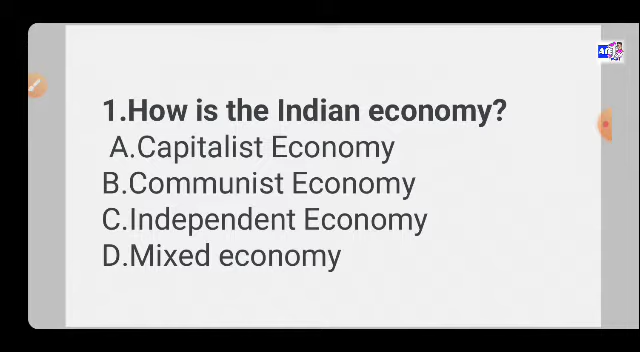 1.How is the Indian economy?
A.Capitalist Economy
B.Communist Economy
C.Independent Economy
D.Mixed economy